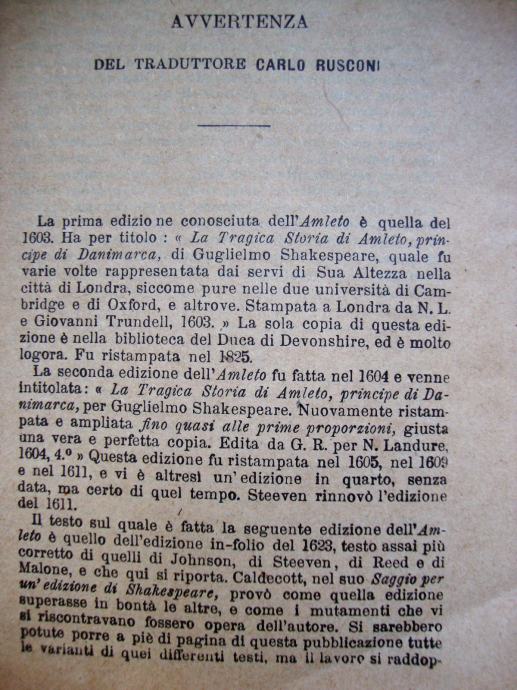 AVVERTENZA
DEL TRADUTTORE CARLO RUSCONI
La prima edizio ne conosciuta dell'Amleto è quella del
1603. Ha per titolo : « La Tragica Storia di Amleto, prin-
cipe di Danimarca, di Guglielmo Shakespeare, quale fu
varie volte rappresentata dai servi di Sua Altezza nella
città di Londra, siccome pure nelle due università di Cam-
bridge e di Oxford, e altrove. Stampata a Londra da N. L.
e Giovanni Trundell, 1603. » La sola copia di questa edi-
zione è nella biblioteca del Duca di Devonshire, ed è molto
logora. Fu ristampata nel 1825.
La seconda edizione dell'Amleto fu fatta nel 1604 e venne
intitolata: « La Tragica Storia di Amleto, principe di Da-
nimarca, per Guglielmo Shakespeare. Nuovamente ristam-
pata e ampliata fino quasi alle prime proporzioni, giusta
una vera e perfetta copia. Edita da G. R. per N. Landure,
1604, 4.º » Questa edizione fu ristampata nel 1605, nel 1609
e nel 1611, e vi è altresì un'edizione in quarto, senza
data, ma certo di quel tempo. Steeven rinnovò l'edizione
del 1611.
Il testo sul quale è fatta la seguente edizione dell'Am-
leto è quello dell'edizione in-folio del 1623, testo assai più
corretto di quelli di Johnson, di Steeven, di Reed e di
Malone, e che qui si riporta. Caldecott, nel suo Saggio per
un'edizione di Shakespeare, provò come quella edizione
superasse in bontà le altre, e come i mutamenti che vi
si riscontravano fossero opera dell'autore. Si sarebbero
potute porre a piè di pagina di questa pubblicazione tutte
le varianti di quei differenti testi, ma il lavoro si raddop-